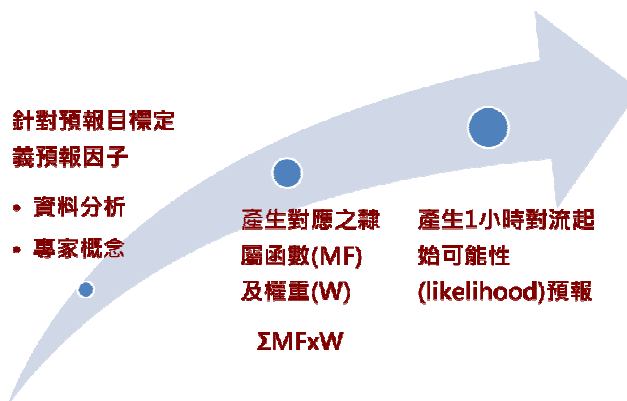 針對預報目標定
義預報因子
• 資料分析
• 專家概念
產生對應之隸
屬函數(MF)
及權重(W)
ΣMFxW
產生1小時對流起
始可能性
(likelihood)預報